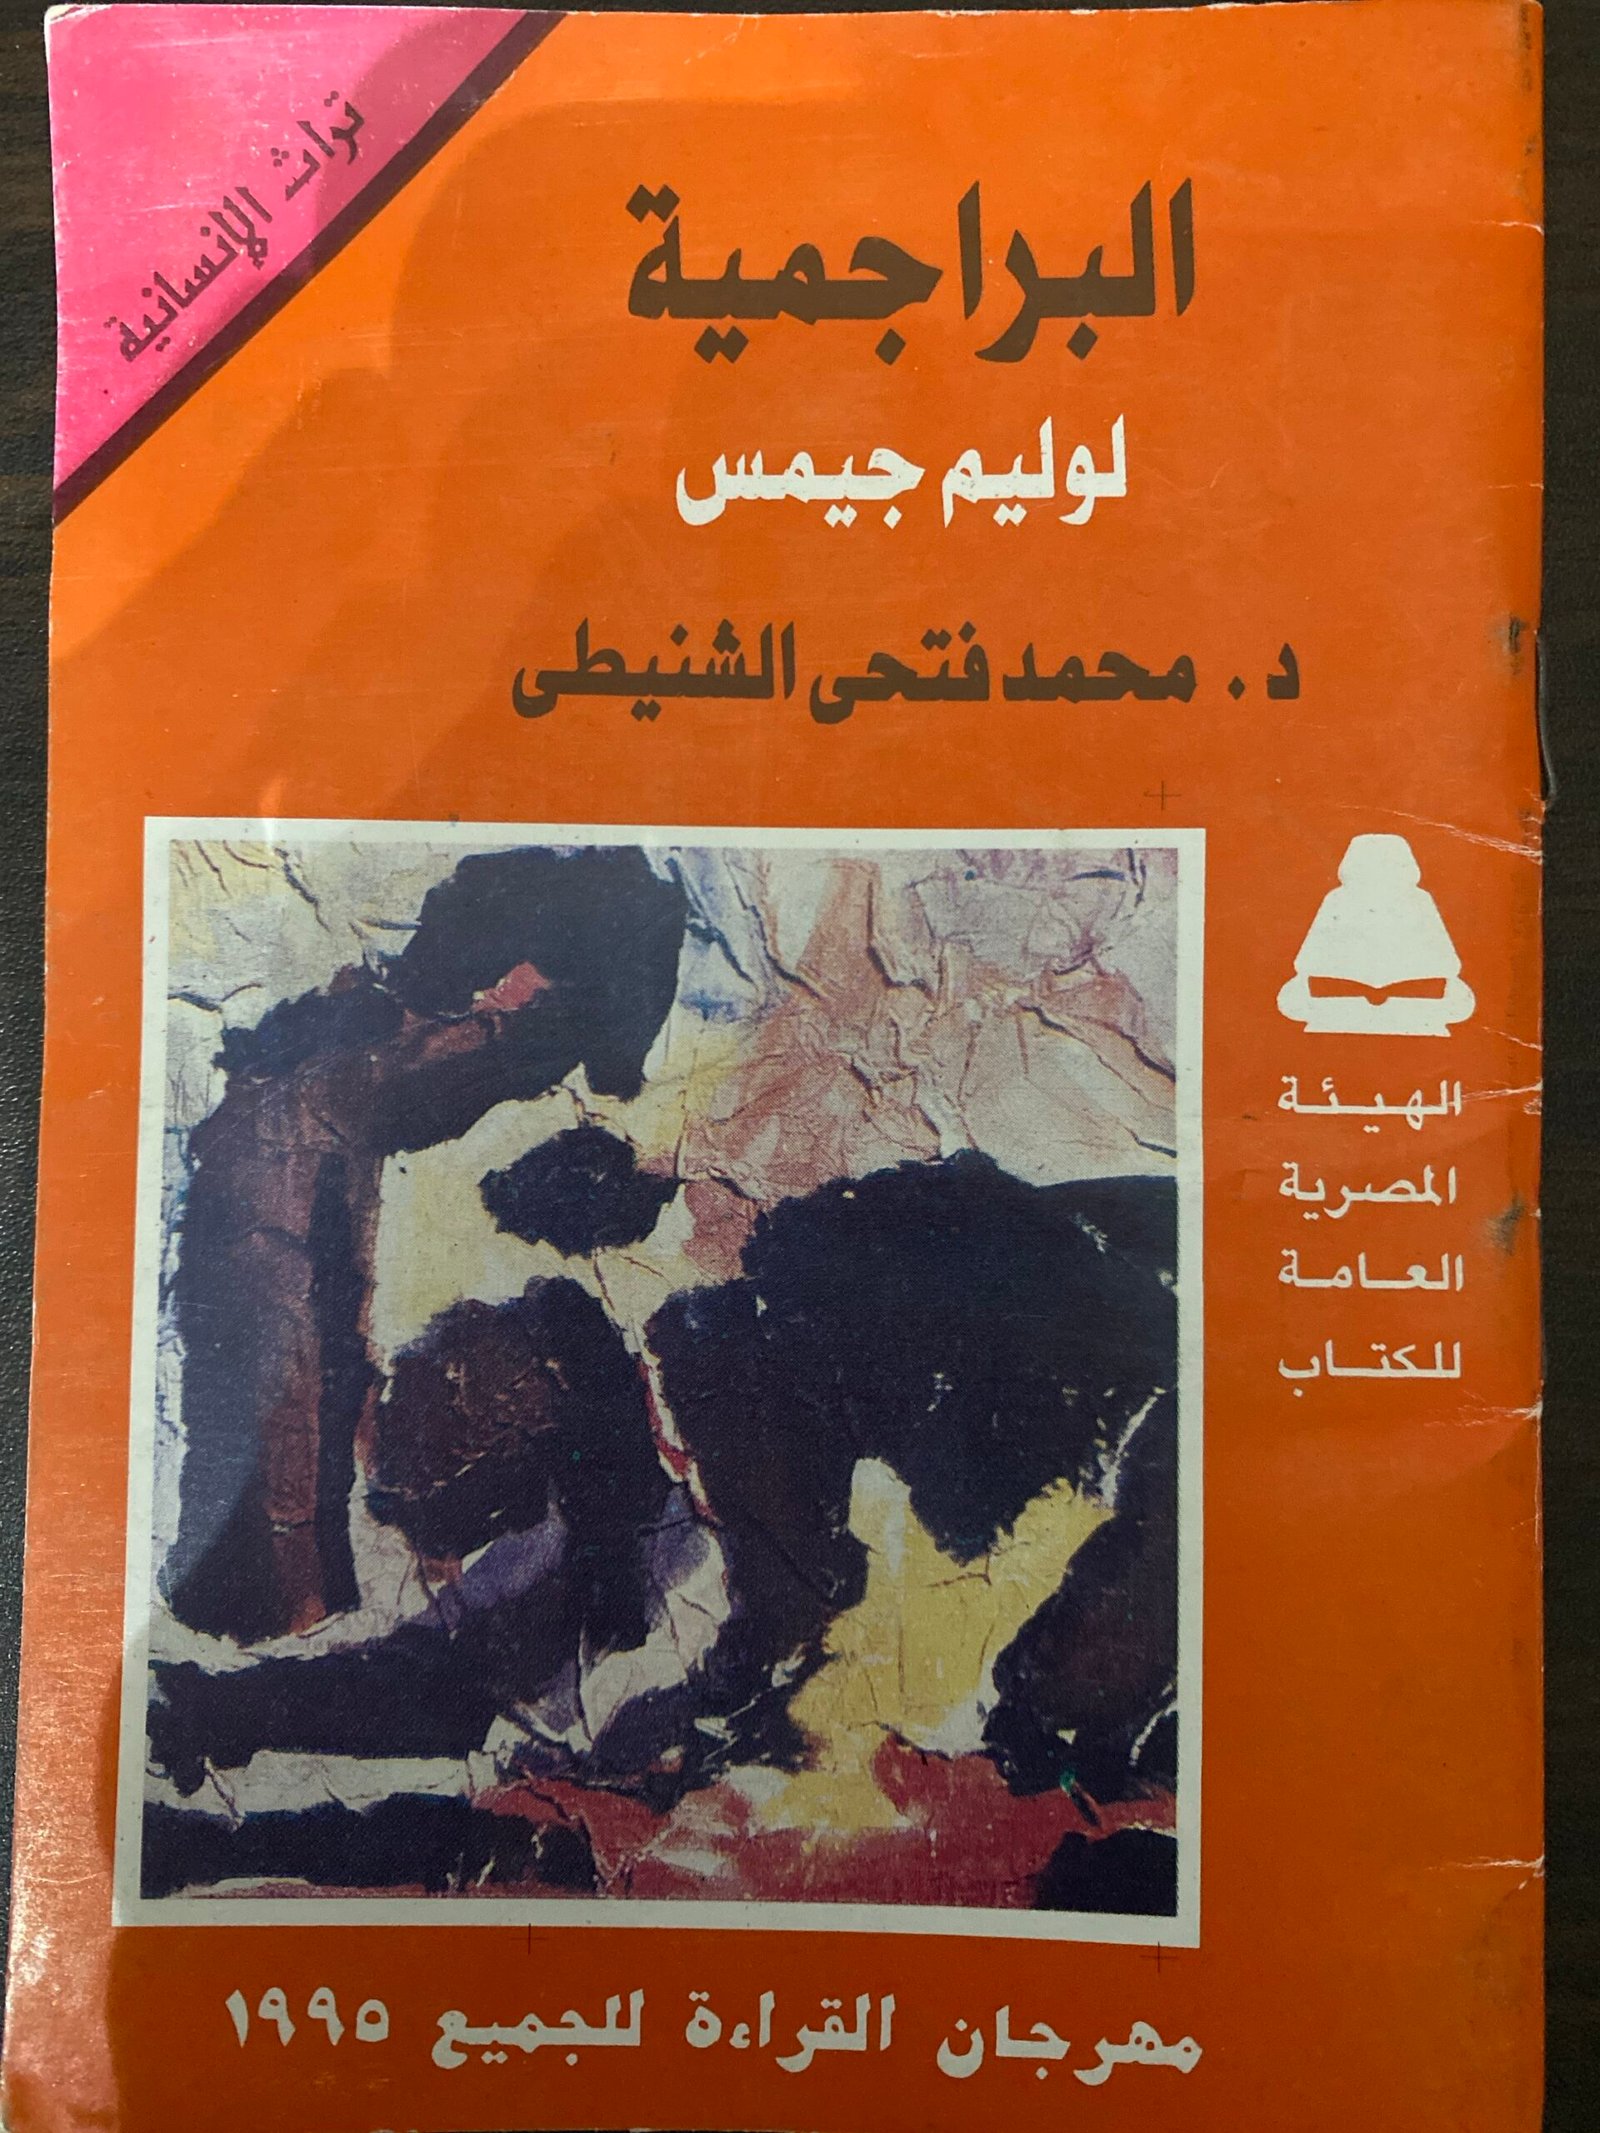 تراث الإنسانية
البراجمية
لوليم جيمس
د. محمد فتحى الشنيطى
الهيئة
المصرية
العامة
للكتاب
مهرجان القراءة للجميع ١٩٩٥